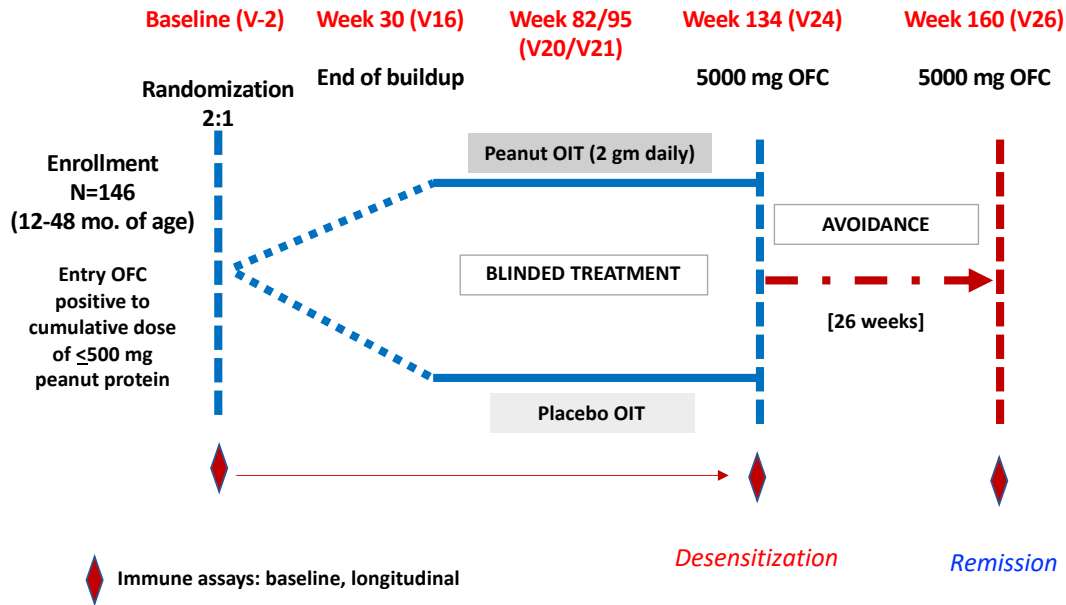 Baseline (V-2)
Week 30 (V16)
Week 82/95
(V20/V21)
Week 134 (V24)
Week 160 (V26)
Randomization
2:1
End of buildup
5000 mg OFC
5000 mg OFC
Enrollment
N=146
(12-48 mo. of age)
Entry OFC
positive to
cumulative dose
of <500 mg
peanut protein
Peanut OIT (2 gm daily)
BLINDED TREATMENT
Placebo OIT
AVOIDANCE
[26 weeks]
Desensitization
Remission
Immune assays: baseline, longitudinal